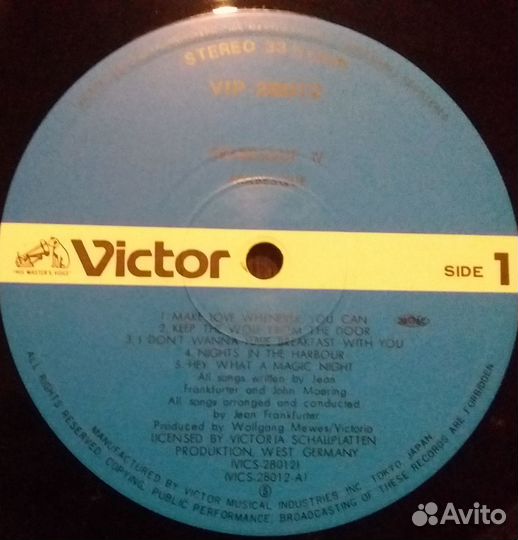 STEREO 33
VIP-28012
IV
"HIS MASTER'S VOICE"
Victor
SIDE 1
1. MAKE LOVE WHENEVER YOU CAN
2. KEEP THE WOLF FROM THE DOOR
3. I DON'T WANNA BREAKFAST WITH YOU
4. NIGHTS IN THE HARBOUR
5. HEY WHAT A MAGIC NIGHT
All songs written by Jean
Frankfurter and John Moering
All songs arranged and conducted
by Jean Frankfurter
Produced by Wolfgang Mewes/Victoria
LICENSED BY VICTORIA SCHALLPLATTEN
PRODUKTION, WEST GERMANY
(VICS-28012)
(VICS-28012-A)
MANUFACTURED BY VICTOR MUSICAL INDUSTRIES INC. TOKYO JAPAN
ALL RIGHTS RESERVED. COPYING, PUBLIC PERFORMANCE, BROADCASTING OF THESE RECORDS ARE FORBIDDEN
Avito